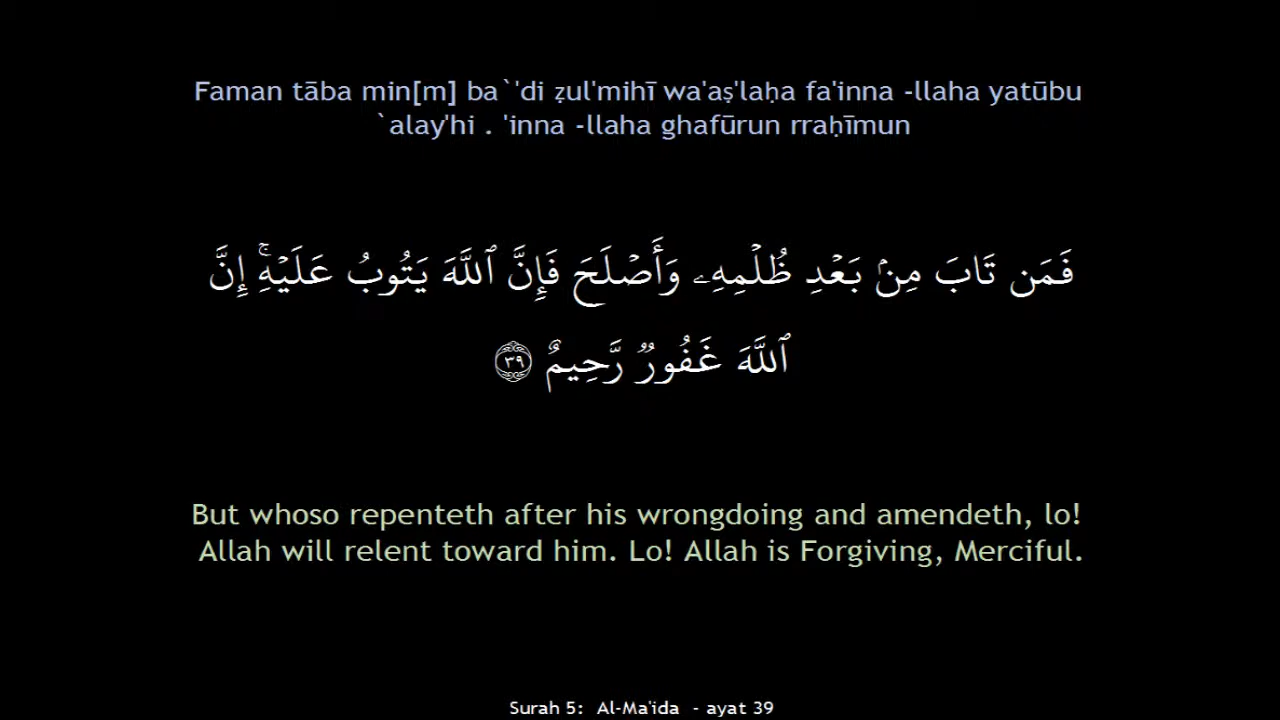 Faman tāba min[m] ba`'di ẓul'mihī wa'aṣ'laḥa fa'inna -llaha yatūbu
`alay'hi . 'inna -llaha ghafūrun rraḥīmun
فَمَن تَابَ مِنۢ بَعْدِ ظُلْمِهِۦ وَأَصْلَحَ فَإِنَّ ٱللَّهَ يَتُوبُ عَلَيْهِ ۚ إِنَّ
ٱللَّهَ غَفُورٌ رَّحِيمٌ ٣٩
But whoso repenteth after his wrongdoing and amendeth, lo!
Allah will relent toward him. Lo! Allah is Forgiving, Merciful.
Surah 5: Al-Ma'ida - ayat 39